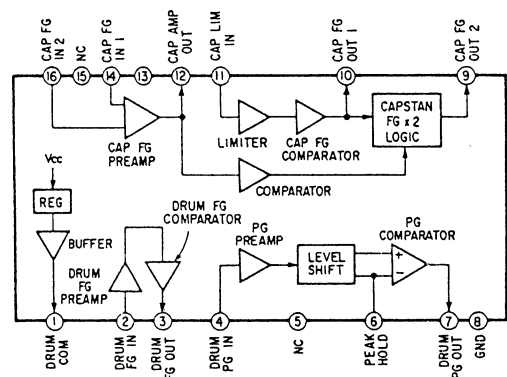 CAP FG IN 2
NC
CAP FG IN 1
CAP AMP OUT
CAP LIM IN
CAP FG OUT 1
CAP FG OUT 2
16
15
14
13
12
11
10
9
CAP FG
PREAMP
LIMITER
CAP FG
COMPARATOR
CAPSTAN
FG x 2
LOGIC
COMPARATOR
Vcc
REG
BUFFER
DRUM
FG
PREAMP
DRUM FG
COMPARATOR
PG
PREAMP
LEVEL
SHIFT
PG
COMPARATOR
+
−
1
2
3
4
5
6
7
8
DRUM COM
DRUM FG IN
DRUM FG OUT
DRUM PG IN
NC
PEAK HOLD
DRUM PG OUT
GND